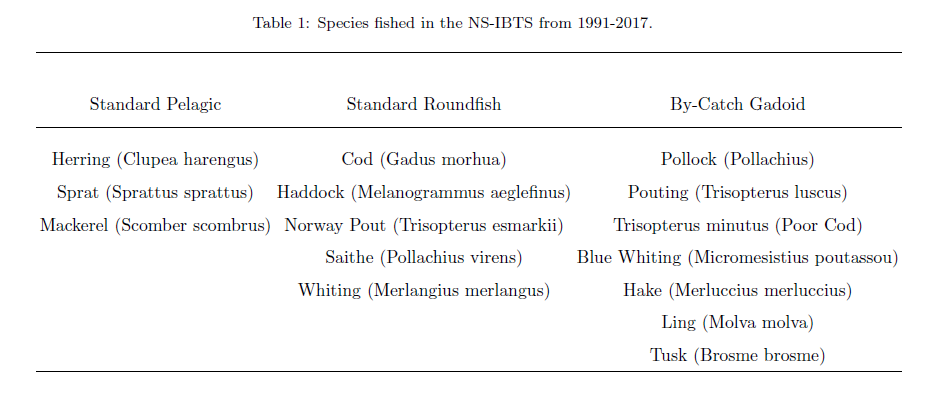 Table 1: Species fished in the NS-IBTS from 1991-2017.
Standard Pelagic Standard Roundfish By-Catch Gadoid
Herring (Clupea harengus) Cod (Gadus morhua) Pollock (Pollachius)
Sprat (Sprattus sprattus) Haddock (Melanogrammus aeglefinus) Pouting (Trisopterus luscus)
Mackerel (Scomber scombrus) Norway Pout (Trisopterus esmarkii) Trisopterus minutus (Poor Cod)
Saithe (Pollachius virens) Blue Whiting (Micromesistius poutassou)
Whiting (Merlangius merlangus) Hake (Merluccius merluccius)
Ling (Molva molva)
Tusk (Brosme brosme)